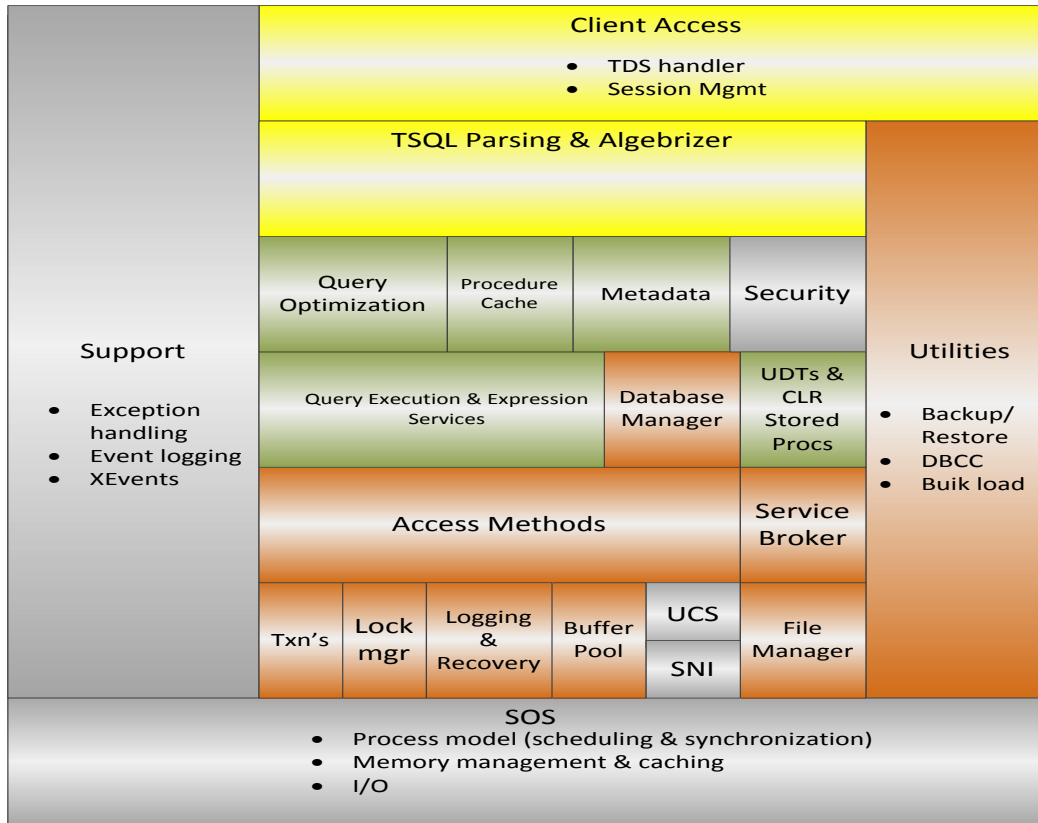 Client Access
• TDS handler
• Session Mgmt
TSQL Parsing & Algebrizer
Query
Optimization
Procedure
Cache
Metadata
Security
Support
• Exception
handling
• Event logging
• XEvents
Query Execution & Expression
Services
Database
Manager
UDTs &
CLR
Stored
Procs
Utilities
• Backup/
Restore
• DBCC
• Buik load
Access Methods
Service
Broker
Txn’s
Lock
mgr
Logging
&
Recovery
Buffer
Pool
UCS
SNI
File
Manager
SOS
• Process model (scheduling & synchronization)
• Memory management & caching
• I/O